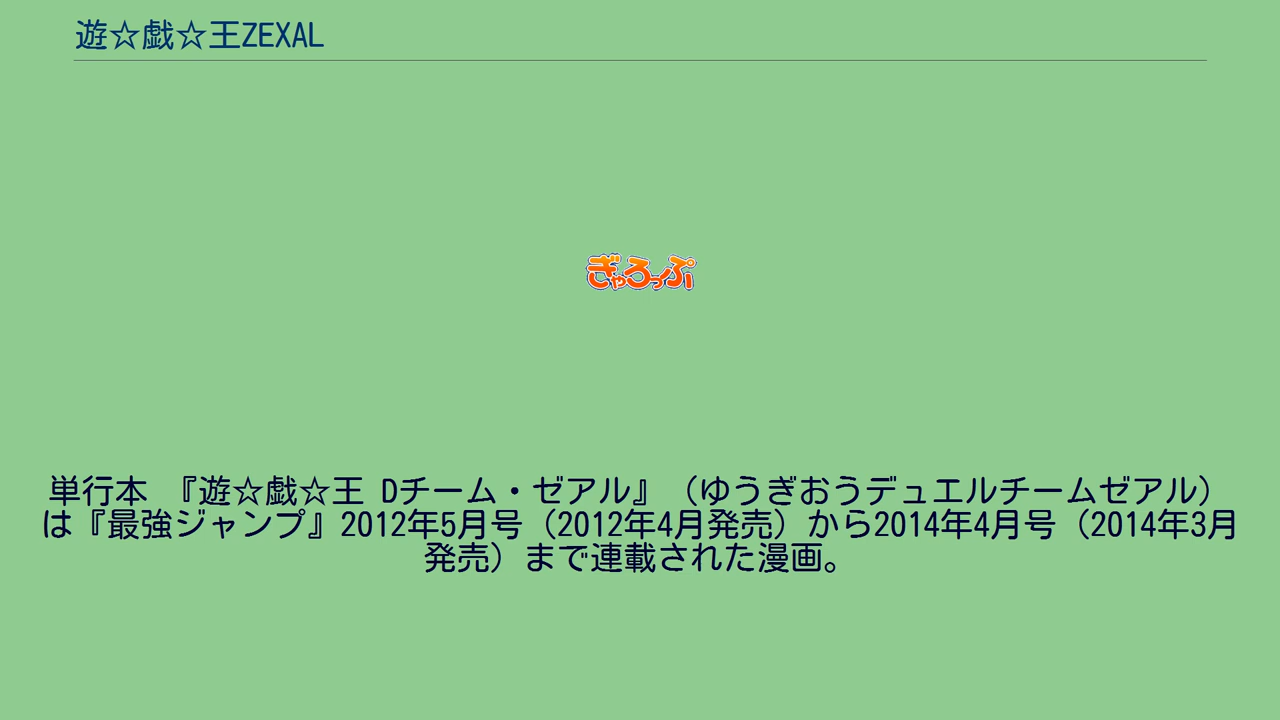 遊☆戯☆王ZEXAL
ぎゃろっぷ
単行本 『遊☆戯☆王 Dチーム・ゼアル』（ゆうぎおうデュエルチームゼアル）
は『最強ジャンプ』2012年5月号（2012年4月発売）から2014年4月号（2014年3月
発売）まで連載された漫画。